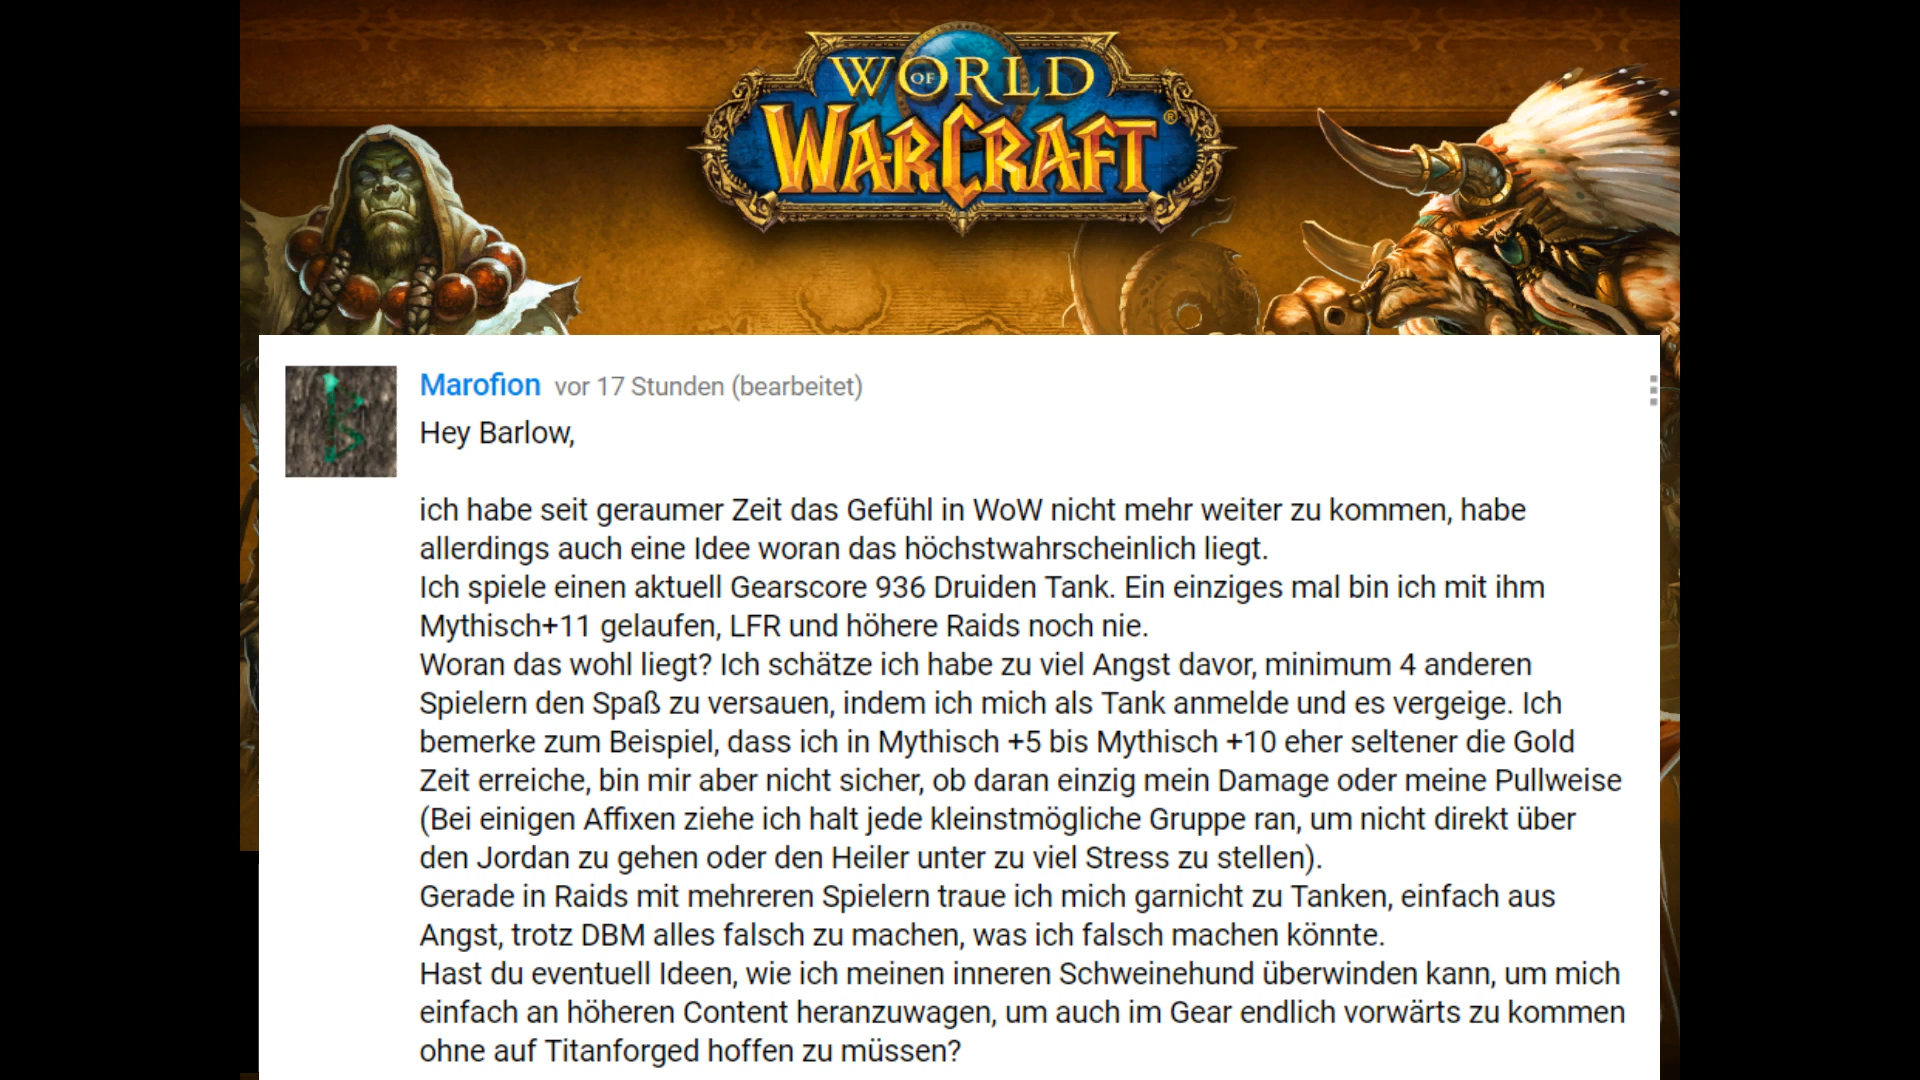 WORLD
OF
WARCRAFT
®
Marofion vor 17 Stunden (bearbeitet)
Hey Barlow,
ich habe seit geraumer Zeit das Gefühl in WoW nicht mehr weiter zu kommen, habe
allerdings auch eine Idee woran das höchstwahrscheinlich liegt.
Ich spiele einen aktuell Gearscore 936 Druiden Tank. Ein einziges mal bin ich mit ihm
Mythisch+11 gelaufen, LFR und höhere Raids noch nie.
Woran das wohl liegt? Ich schätze ich habe zu viel Angst davor, minimum 4 anderen
Spielern den Spaß zu versauen, indem ich mich als Tank anmelde und es vergeige. Ich
bemerke zum Beispiel, dass ich in Mythisch +5 bis Mythisch +10 eher seltener die Gold
Zeit erreiche, bin mir aber nicht sicher, ob daran einzig mein Damage oder meine Pullweise
(Bei einigen Affixen ziehe ich halt jede kleinstmögliche Gruppe ran, um nicht direkt über
den Jordan zu gehen oder den Heiler unter zu viel Stress zu stellen).
Gerade in Raids mit mehreren Spielern traue ich mich garnicht zu Tanken, einfach aus
Angst, trotz DBM alles falsch zu machen, was ich falsch machen könnte.
Hast du eventuell Ideen, wie ich meinen inneren Schweinehund überwinden kann, um mich
einfach an höheren Content heranzuwagen, um auch im Gear endlich vorwärts zu kommen
ohne auf Titanforged hoffen zu müssen?